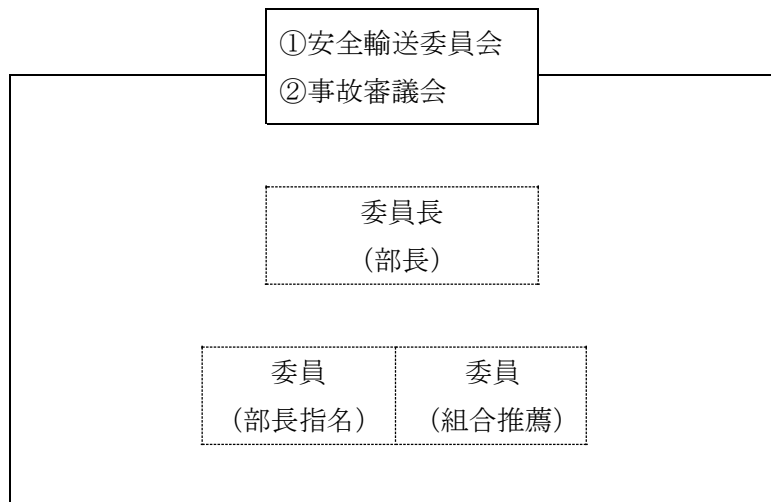 ①安全輸送委員会
②事故審議会
委員長
（部長）
委員
（部長指名）
委員
（組合推薦）